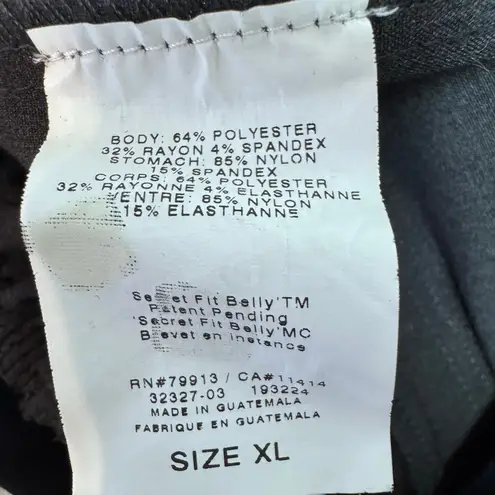 BODY: 64% POLYESTER
32% RAYON 4% SPANDEX
STOMACH: 85% NYLON
15% SPANDEX
CORPS: 64% POLYESTER
32% RAYONNE 4% ELASTHANNE
VENTRE: 85% NYLON
15% ELASTHANNE
Secret Fit Belly'TM
Patent Pending
'Secret Fit Belly'MC
Brevet en instance
RN#79913 / CA#11414
32327-03 193224
MADE IN GUATEMALA
FABRIQUE EN GUATEMALA
SIZE XL